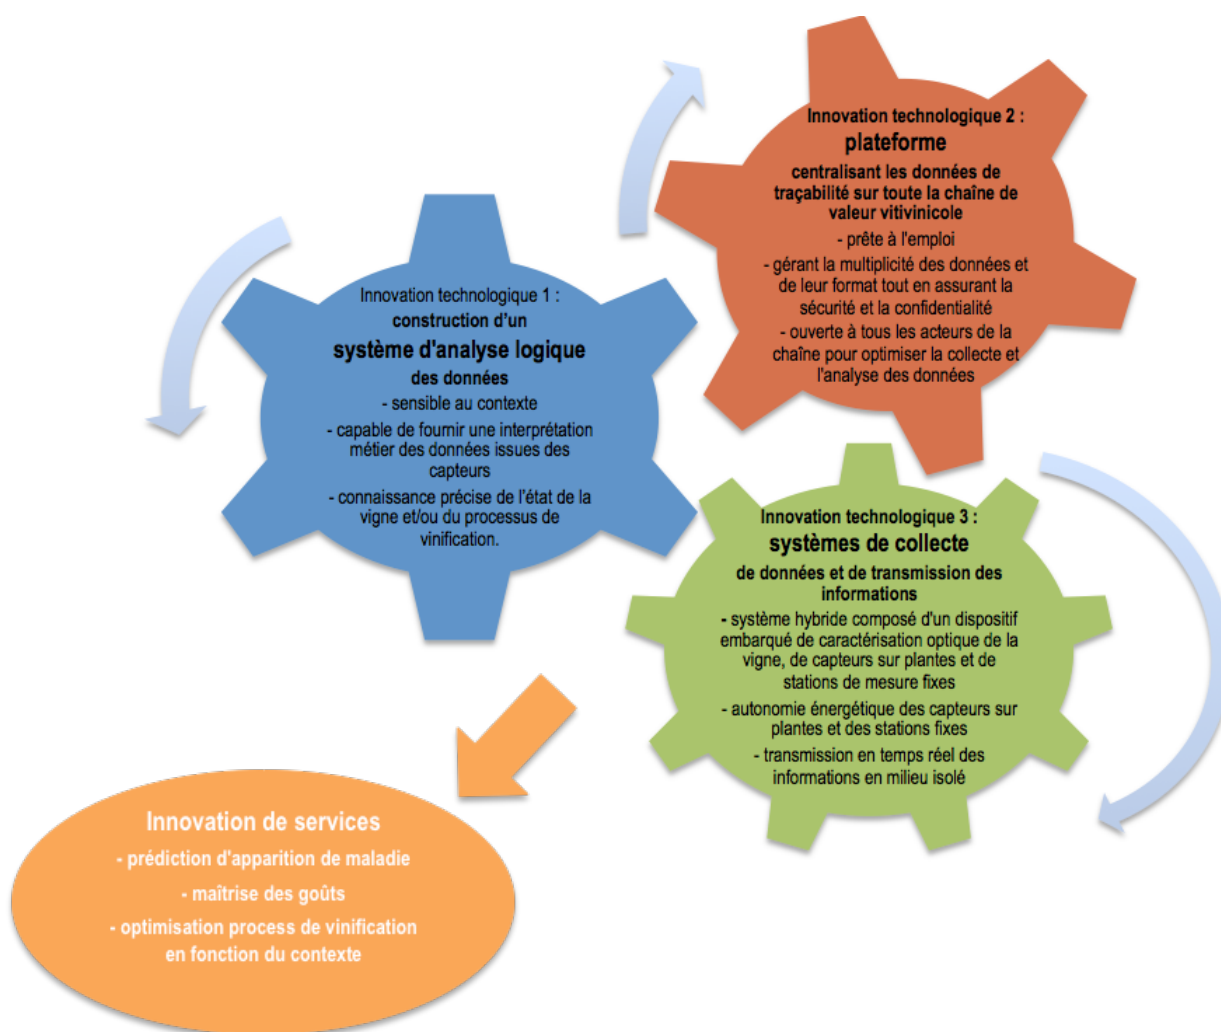 Innovation technologique 2 :
plateforme
centralisant les données de
traçabilité sur toute la chaîne de
valeur vitivinicole
- prête à l'emploi
- gérant la multiplicité des données et
de leur format tout en assurant la
sécurité et la confidentialité
- ouverte à tous les acteurs de la
chaîne pour optimiser la collecte et
l'analyse des données
Innovation technologique 1 :
construction d’un
système d'analyse logique
des données
- sensible au contexte
- capable de fournir une interprétation
métier des données issues des
capteurs
- connaissance précise de l’état de la
vigne et/ou du processus de
vinification.
Innovation technologique 3 :
systèmes de collecte
de données et de transmission des
informations
- système hybride composé d'un dispositif
embarqué de caractérisation optique de la
vigne, de capteurs sur plantes et de
stations de mesure fixes
- autonomie énergétique des capteurs sur
plantes et des stations fixes
- transmission en temps réel des
informations en milieu isolé
Innovation de services
- prédiction d'apparition de maladie
- maîtrise des goûts
- optimisation process de vinification
en fonction du contexte